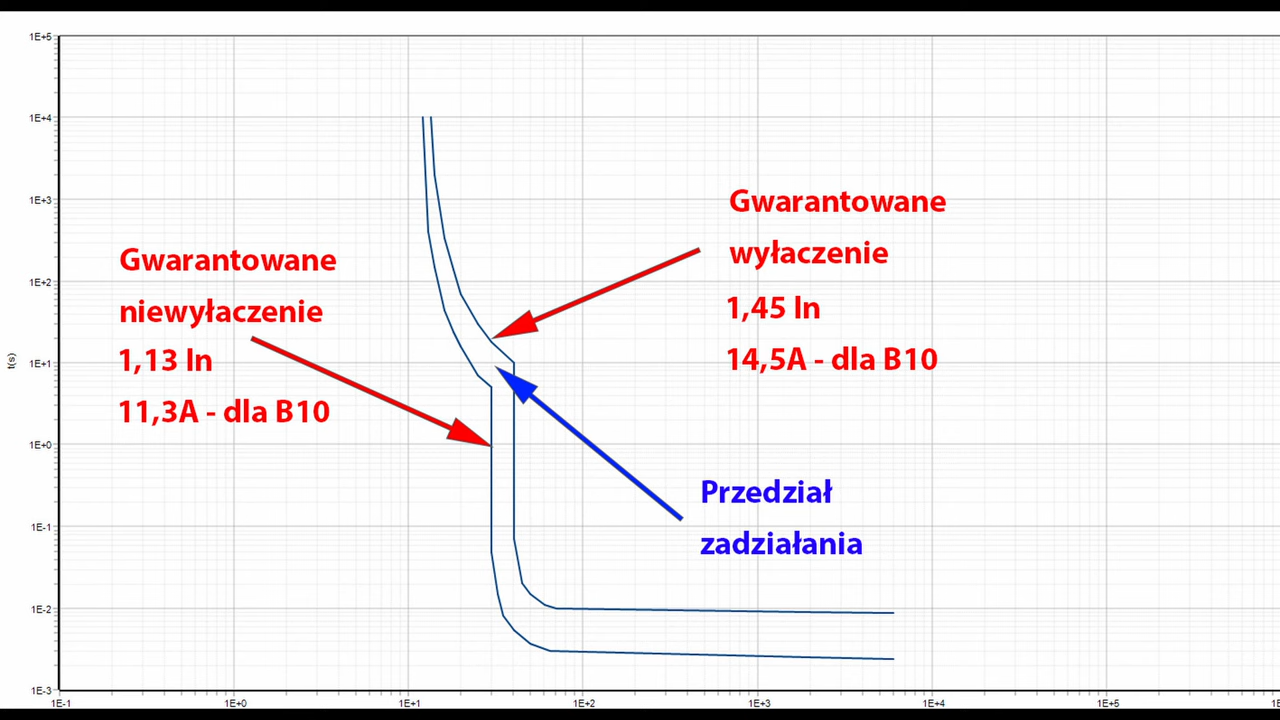 1E+5
1E+4
1E+3
1E+2
1E+1
1E+0
1E-1
1E-2
1E-3
t(s)
Gwarantowane
niewyłaczenie
1,13 In
11,3A - dla B10
Gwarantowane
wyłaczenie
1,45 In
14,5A - dla B10
Przedział
zadziałania
1E-1
1E+0
1E+1
1E+2
1E+3
1E+4
1E+5